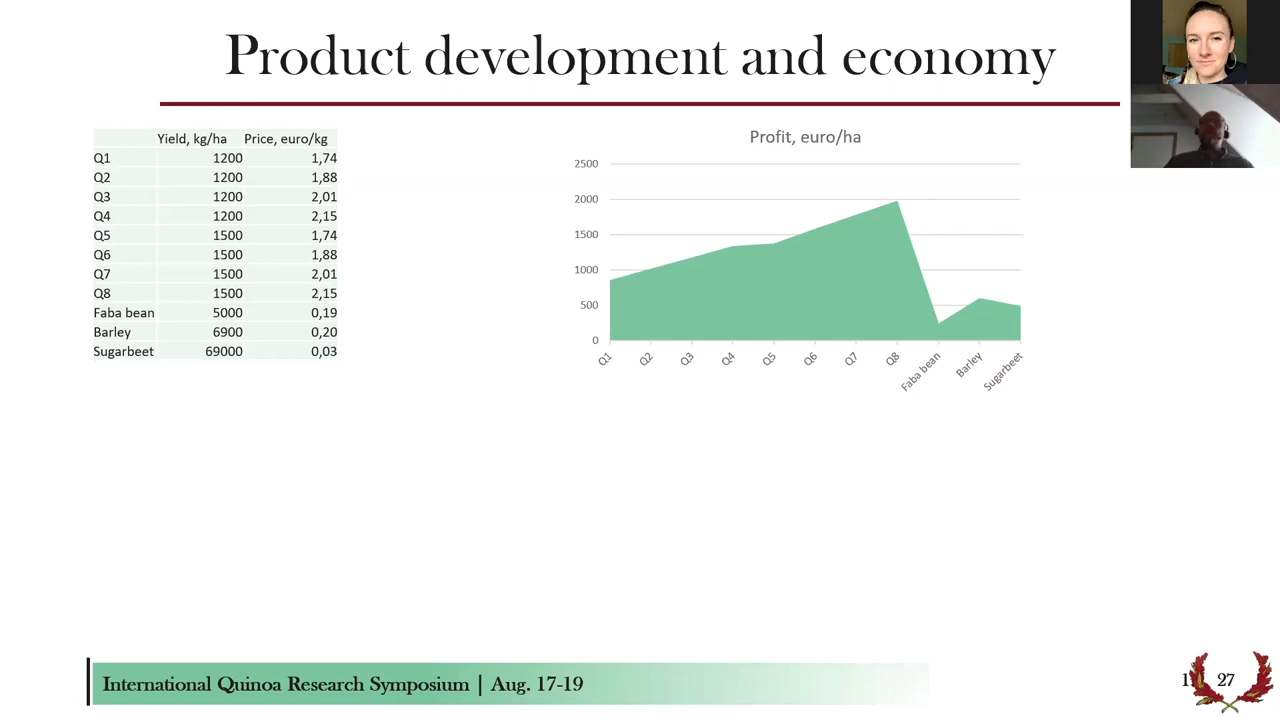 Product development and economy
Yield, kg/ha Price, euro/kg
Q1 1200 1,74
Q2 1200 1,88
Q3 1200 2,01
Q4 1200 2,15
Q5 1500 1,74
Q6 1500 1,88
Q7 1500 2,01
Q8 1500 2,15
Faba bean 5000 0,19
Barley 6900 0,20
Sugarbeet 69000 0,03
Profit, euro/ha
2500
2000
1500
1000
500
0
Q1 Q2 Q3 Q4 Q5 Q6 Q7 Q8 Faba bean Barley Sugarbeet
International Quinoa Research Symposium | Aug. 17-19
27